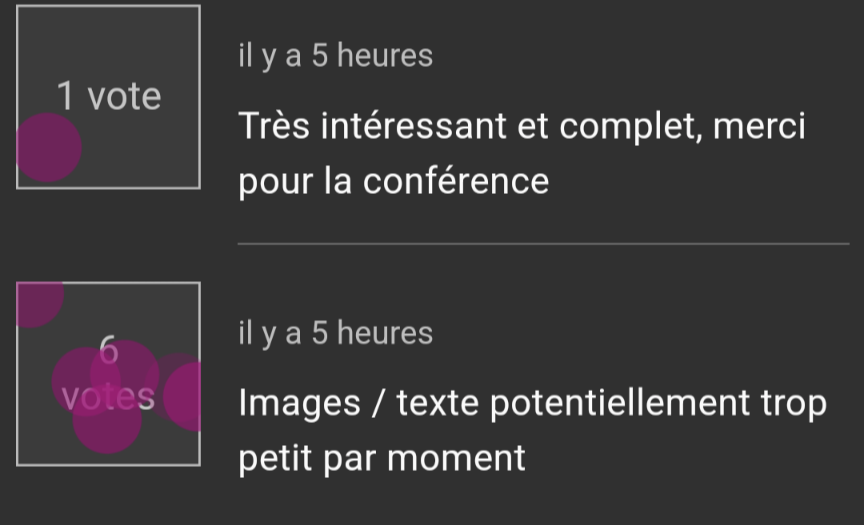 1 vote
il y a 5 heures
Très intéressant et complet, merci
pour la conférence
6
votes
il y a 5 heures
Images / texte potentiellement trop
petit par moment